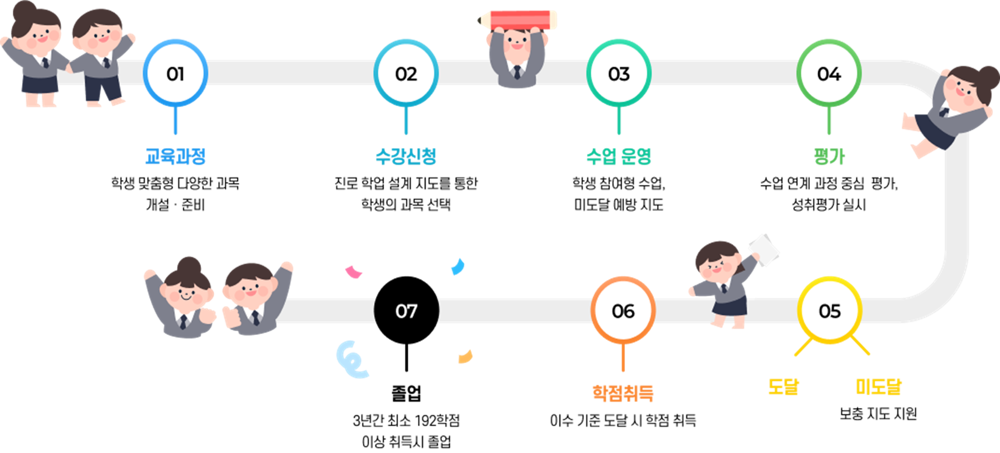 01
교육과정
학생 맞춤형 다양한 과목
개설 · 준비
02
수강신청
진로 학업 설계 지도를 통한
학생의 과목 선택
03
수업 운영
학생 참여형 수업,
미도달 예방 지도
04
평가
수업 연계 과정 중심 평가,
성취평가 실시
05
도달
미도달
보충 지도 지원
06
학점취득
이수 기준 도달 시 학점 취득
07
졸업
3년간 최소 192학점
이상 취득시 졸업